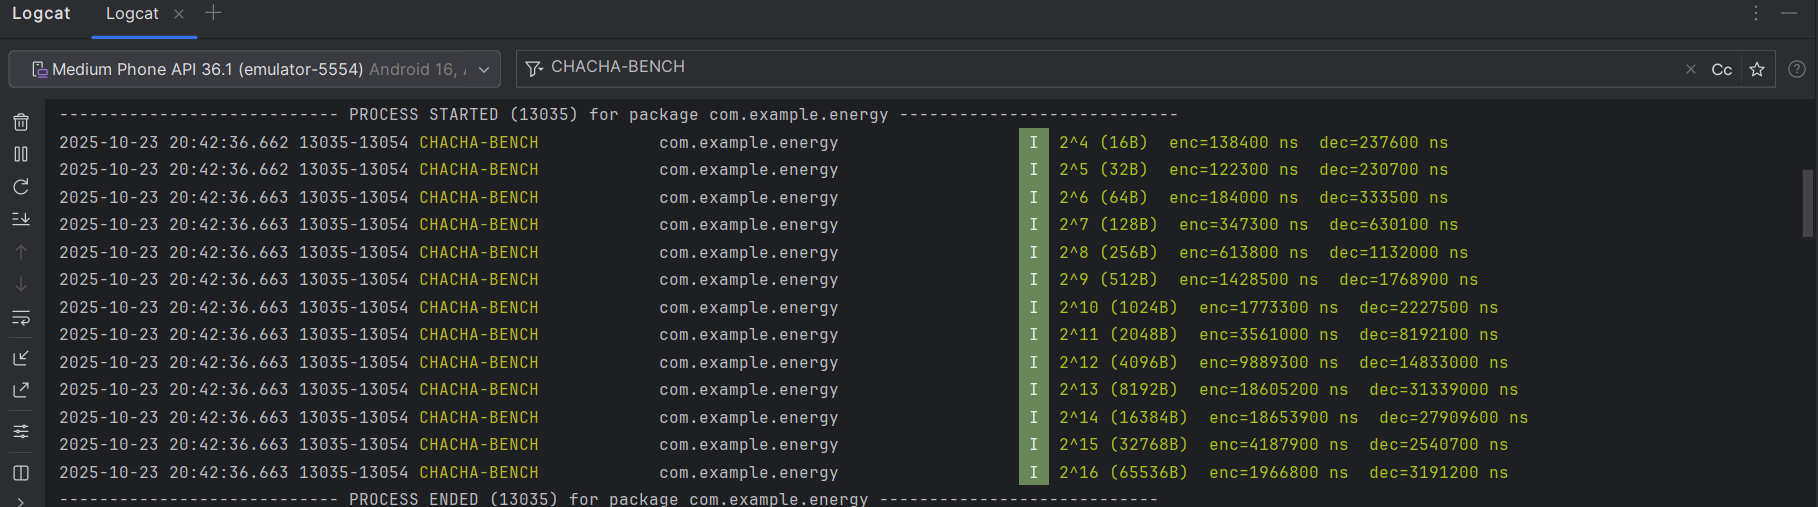 Logcat Logcat
Medium Phone API 36.1 (emulator-5554) Android 16, CHACHA-BENCH Cc
---------------------------- PROCESS STARTED (13035) for package com.example.energy ----------------------------
2025-10-23 20:42:36.662 13035-13054 CHACHA-BENCH com.example.energy I 2^4 (16B) enc=138400 ns dec=237600 ns
2025-10-23 20:42:36.662 13035-13054 CHACHA-BENCH com.example.energy I 2^5 (32B) enc=122300 ns dec=230700 ns
2025-10-23 20:42:36.663 13035-13054 CHACHA-BENCH com.example.energy I 2^6 (64B) enc=184000 ns dec=333500 ns
2025-10-23 20:42:36.663 13035-13054 CHACHA-BENCH com.example.energy I 2^7 (128B) enc=347300 ns dec=630100 ns
2025-10-23 20:42:36.663 13035-13054 CHACHA-BENCH com.example.energy I 2^8 (256B) enc=613800 ns dec=1132000 ns
2025-10-23 20:42:36.663 13035-13054 CHACHA-BENCH com.example.energy I 2^9 (512B) enc=1428500 ns dec=1768900 ns
2025-10-23 20:42:36.663 13035-13054 CHACHA-BENCH com.example.energy I 2^10 (1024B) enc=1773300 ns dec=2227500 ns
2025-10-23 20:42:36.663 13035-13054 CHACHA-BENCH com.example.energy I 2^11 (2048B) enc=3561000 ns dec=8192100 ns
2025-10-23 20:42:36.663 13035-13054 CHACHA-BENCH com.example.energy I 2^12 (4096B) enc=9889300 ns dec=14833000 ns
2025-10-23 20:42:36.663 13035-13054 CHACHA-BENCH com.example.energy I 2^13 (8192B) enc=18605200 ns dec=31339000 ns
2025-10-23 20:42:36.663 13035-13054 CHACHA-BENCH com.example.energy I 2^14 (16384B) enc=18653900 ns dec=27909600 ns
2025-10-23 20:42:36.663 13035-13054 CHACHA-BENCH com.example.energy I 2^15 (32768B) enc=4187900 ns dec=2540700 ns
2025-10-23 20:42:36.663 13035-13054 CHACHA-BENCH com.example.energy I 2^16 (65536B) enc=1966800 ns dec=3191200 ns
---------------------------- PROCESS ENDED (13035) for package com.example.energy ----------------------------